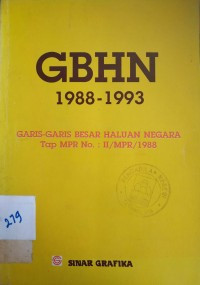 GBHN
1988-1993
GARIS-GARIS BESAR HALUAN NEGARA
Tap MPR No. : II/MPR/1988
279
SINAR GRAFIKA